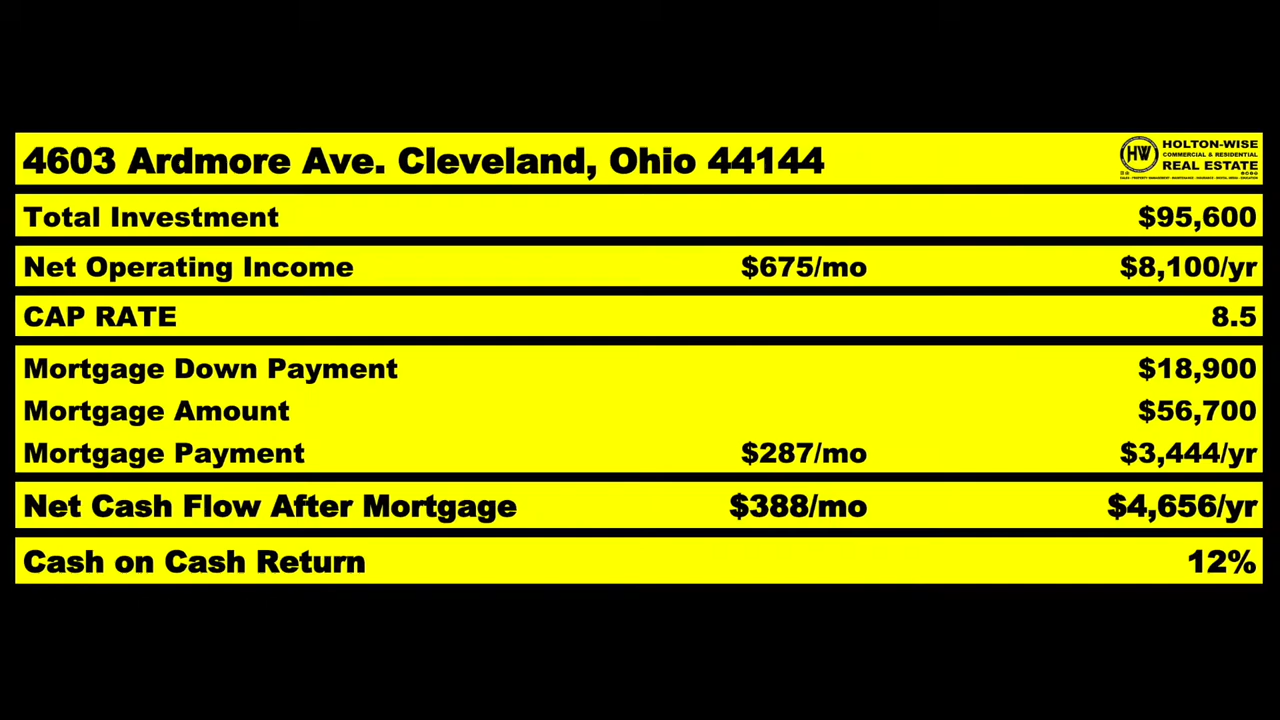 4603 Ardmore Ave. Cleveland, Ohio 44144
HW
HOLTON-WISE
COMMERCIAL & RESIDENTIAL
REAL ESTATE
Total Investment $95,600
Net Operating Income $675/mo $8,100/yr
CAP RATE 8.5
Mortgage Down Payment $18,900
Mortgage Amount $56,700
Mortgage Payment $287/mo $3,444/yr
Net Cash Flow After Mortgage $388/mo $4,656/yr
Cash on Cash Return 12%